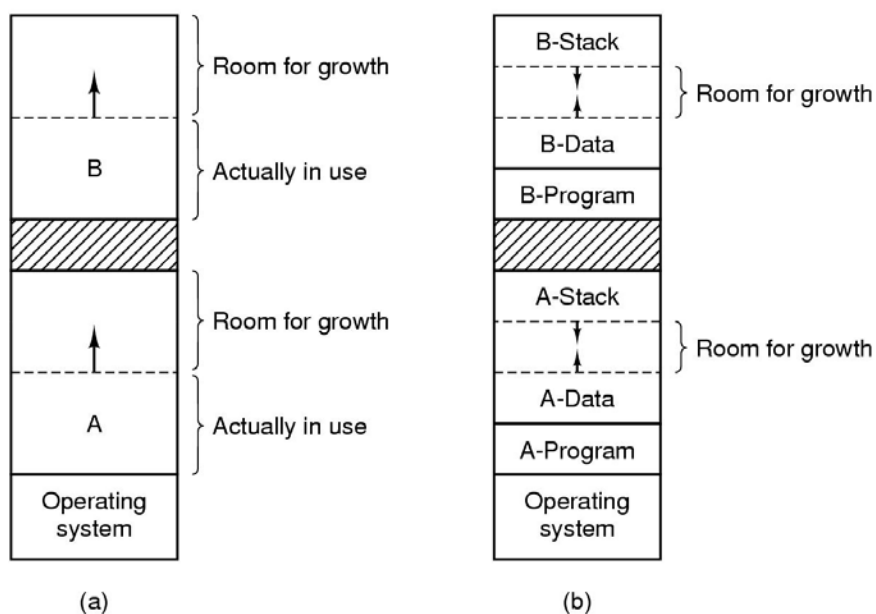 Room for growth
B
Actually in use
Room for growth
A
Actually in use
Operating
system
(a)
B-Stack
Room for growth
B-Data
B-Program
A-Stack
Room for growth
A-Data
A-Program
Operating
system
(b)